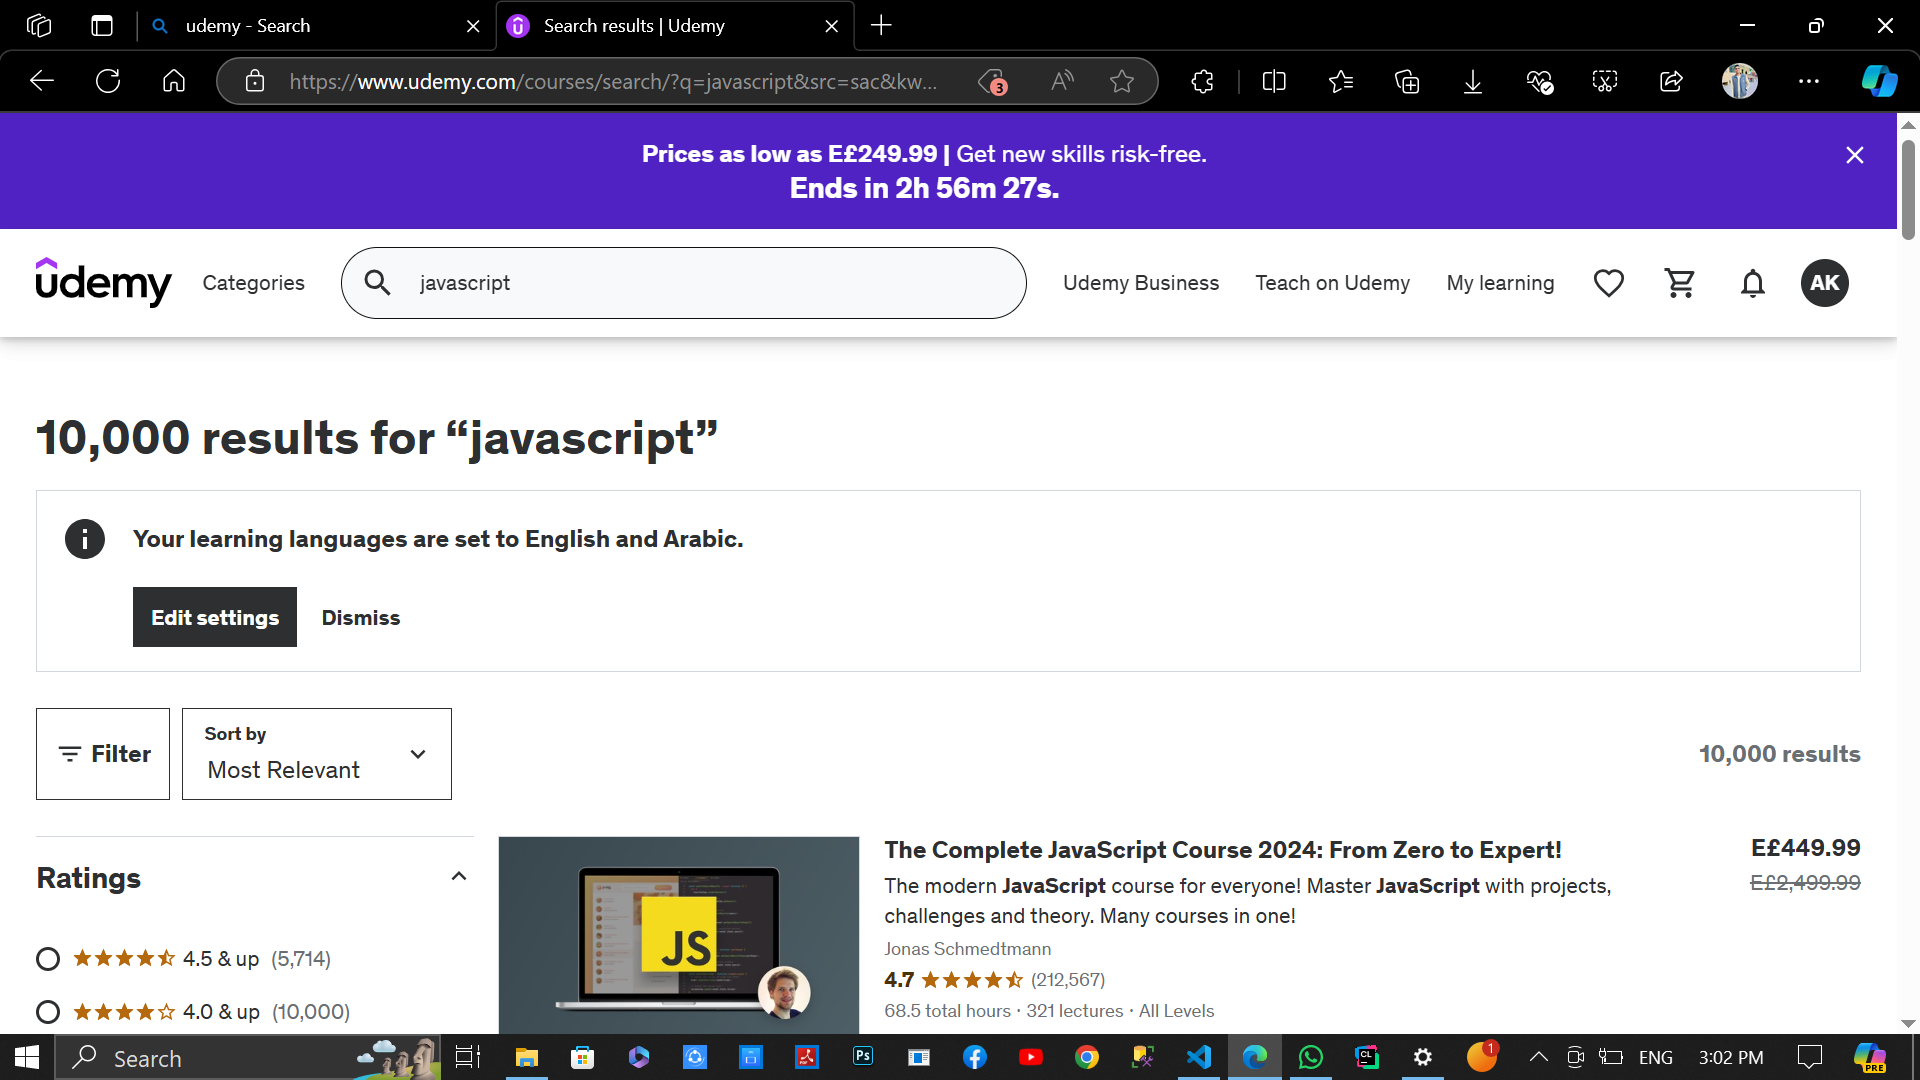 udemy - Search
Search results | Udemy
https://www.udemy.com/courses/search/?q=javascript&src=sac&kw...
3
Prices as low as E£249.99 | Get new skills risk-free.
Ends in 2h 56m 27s.
udemy
Categories
javascript
Udemy Business
Teach on Udemy
My learning
AK
10,000 results for “javascript”
Your learning languages are set to English and Arabic.
Edit settings
Dismiss
Filter
Sort by
Most Relevant
10,000 results
Ratings
4.5 & up (5,714)
4.0 & up (10,000)
JS
The Complete JavaScript Course 2024: From Zero to Expert!
E£449.99
The modern JavaScript course for everyone! Master JavaScript with projects,
E£2,499.99
challenges and theory. Many courses in one!
Jonas Schmedtmann
4.7 (212,567)
68.5 total hours · 321 lectures · All Levels
Search
Ps
CL
1
ENG
3:02 PM
PRE